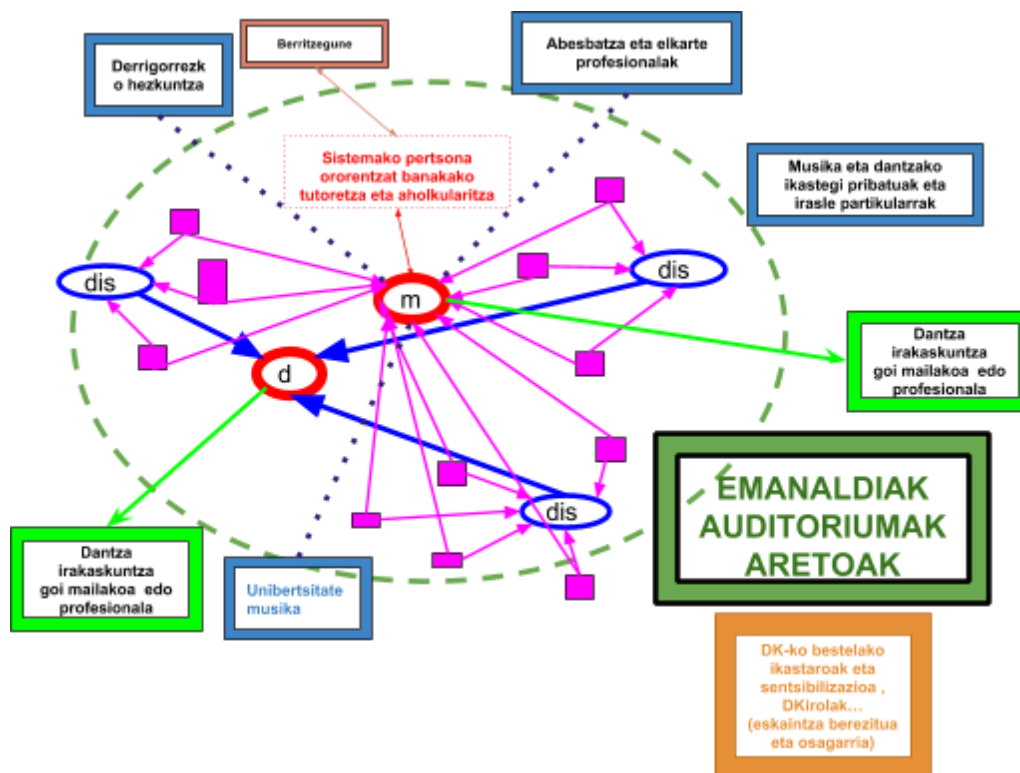 Berritzegune
Derrigorrezk
o hezkuntza
Abesbatza eta elkarte
profesionalak
Sistemako pertsona
ororentzat banakako
tutoretza eta aholkularitza
Musika eta dantzako
ikastegi pribatuak eta
irasle partikularrak
dis
m
dis
d
Dantza
irakaskuntza
goi mailakoa edo
profesionala
dis
EMANALDIAK
AUDITORIUMAK
ARETOAK
Dantza
irakaskuntza
goi mailakoa edo
profesionala
Unibertsitate
musika
DK-ko bestelako
ikastaroak eta
sentsibilizazioa ,
DKirolak...
(eskaintza berezitua
eta osagarria)